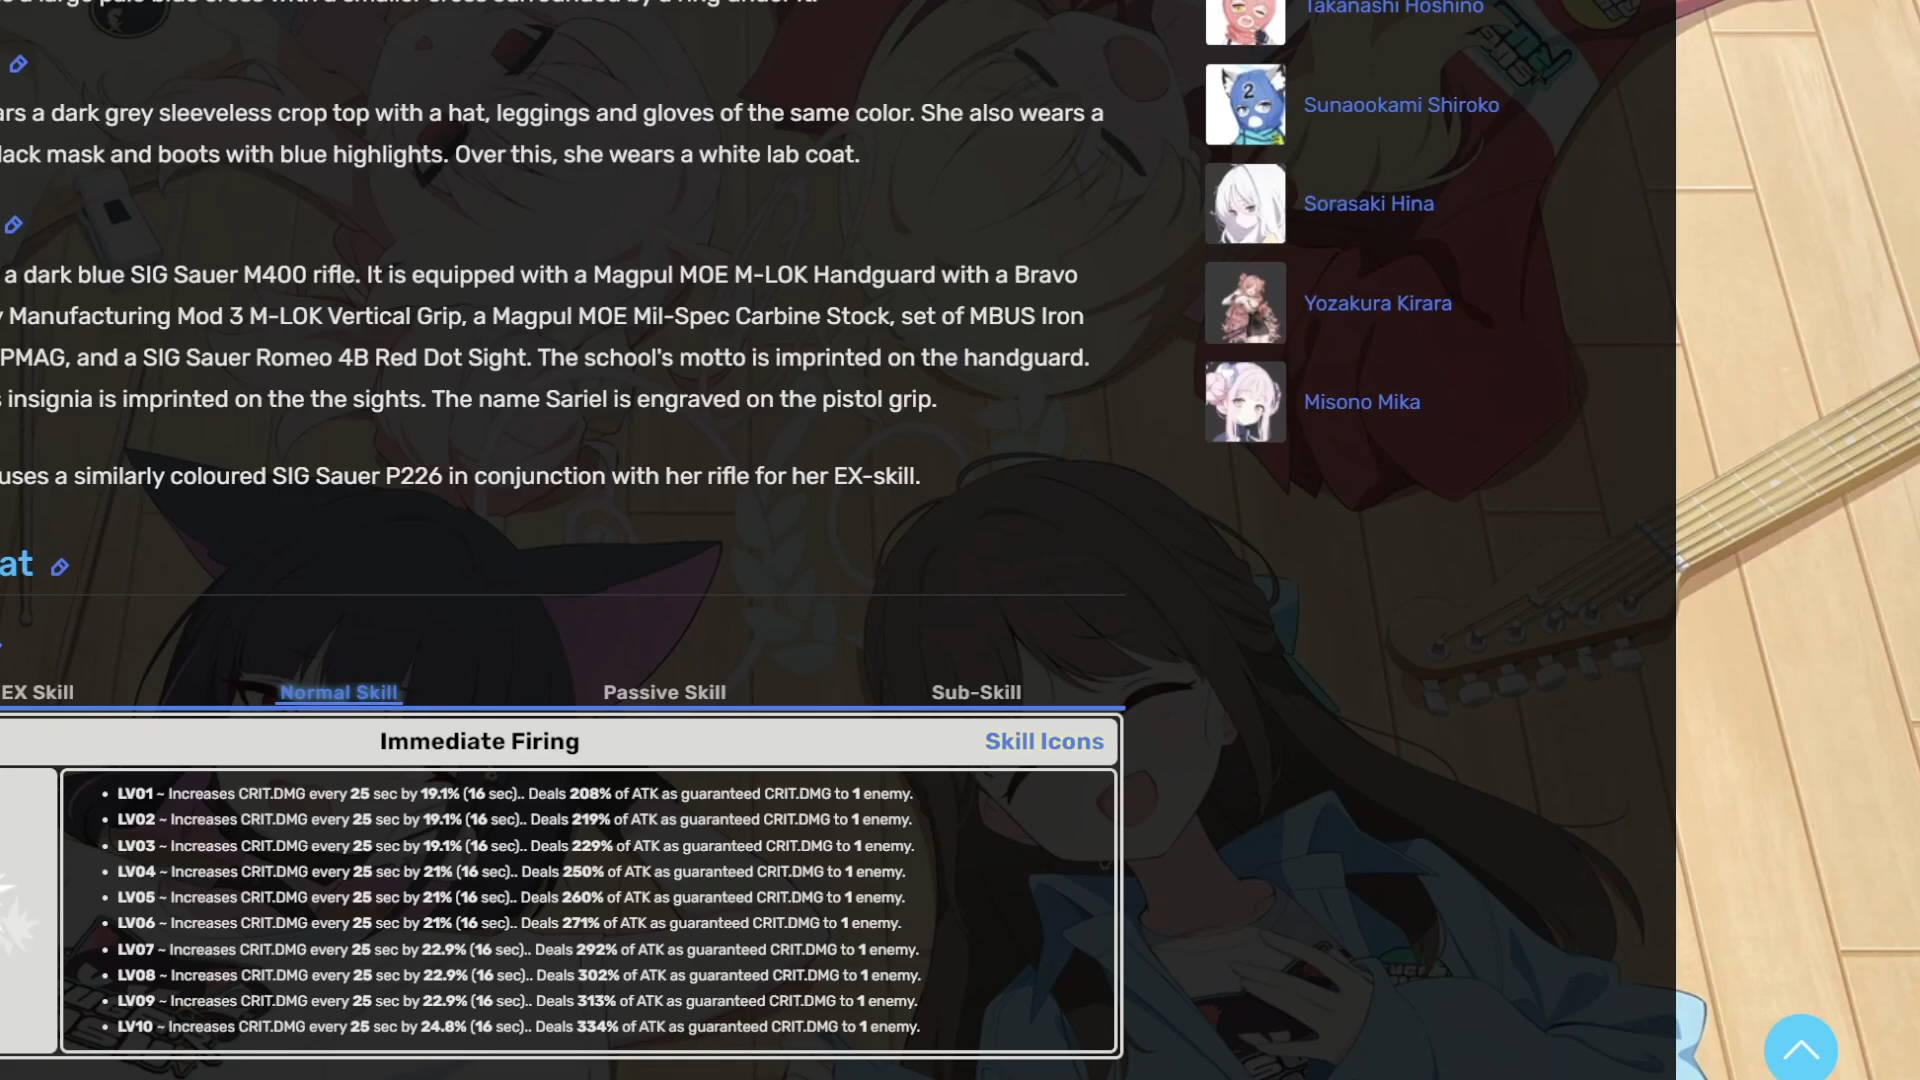 ars a dark grey sleeveless crop top with a hat, leggings and gloves of the same color. She also wears a
lack mask and boots with blue highlights. Over this, she wears a white lab coat.
a dark blue SIG Sauer M400 rifle. It is equipped with a Magpul MOE M-LOK Handguard with a Bravo
y Manufacturing Mod 3 M-LOK Vertical Grip, a Magpul MOE Mil-Spec Carbine Stock, set of MBUS Iron
PMAG, and a SIG Sauer Romeo 4B Red Dot Sight. The school's motto is imprinted on the handguard.
s insignia is imprinted on the the sights. The name Sariel is engraved on the pistol grip.
uses a similarly coloured SIG Sauer P226 in conjunction with her rifle for her EX-skill.
at
EX Skill
Normal Skill
Passive Skill
Sub-Skill
Immediate Firing
Skill Icons
• LV01 ~ Increases CRIT.DMG every 25 sec by 19.1% (16 sec).. Deals 208% of ATK as guaranteed CRIT.DMG to 1 enemy.
• LV02 ~ Increases CRIT.DMG every 25 sec by 19.1% (16 sec).. Deals 219% of ATK as guaranteed CRIT.DMG to 1 enemy.
• LV03 ~ Increases CRIT.DMG every 25 sec by 19.1% (16 sec).. Deals 229% of ATK as guaranteed CRIT.DMG to 1 enemy.
• LV04 ~ Increases CRIT.DMG every 25 sec by 21% (16 sec).. Deals 250% of ATK as guaranteed CRIT.DMG to 1 enemy.
• LV05 ~ Increases CRIT.DMG every 25 sec by 21% (16 sec).. Deals 260% of ATK as guaranteed CRIT.DMG to 1 enemy.
• LV06 ~ Increases CRIT.DMG every 25 sec by 21% (16 sec).. Deals 271% of ATK as guaranteed CRIT.DMG to 1 enemy.
• LV07 ~ Increases CRIT.DMG every 25 sec by 22.9% (16 sec).. Deals 292% of ATK as guaranteed CRIT.DMG to 1 enemy.
• LV08 ~ Increases CRIT.DMG every 25 sec by 22.9% (16 sec).. Deals 302% of ATK as guaranteed CRIT.DMG to 1 enemy.
• LV09 ~ Increases CRIT.DMG every 25 sec by 22.9% (16 sec).. Deals 313% of ATK as guaranteed CRIT.DMG to 1 enemy.
• LV10 ~ Increases CRIT.DMG every 25 sec by 24.8% (16 sec).. Deals 334% of ATK as guaranteed CRIT.DMG to 1 enemy.
Takanashi Hoshino
2
Sunaookami Shiroko
Sorasaki Hina
Yozakura Kirara
Misono Mika